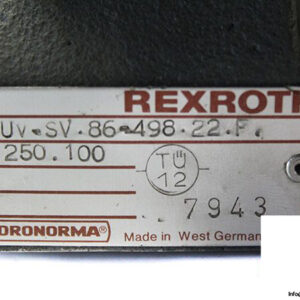 REXROTH
UV-SV.86-498.22.F.
250.100
TÜ
12
7943
DRONORMA®
Made in West German